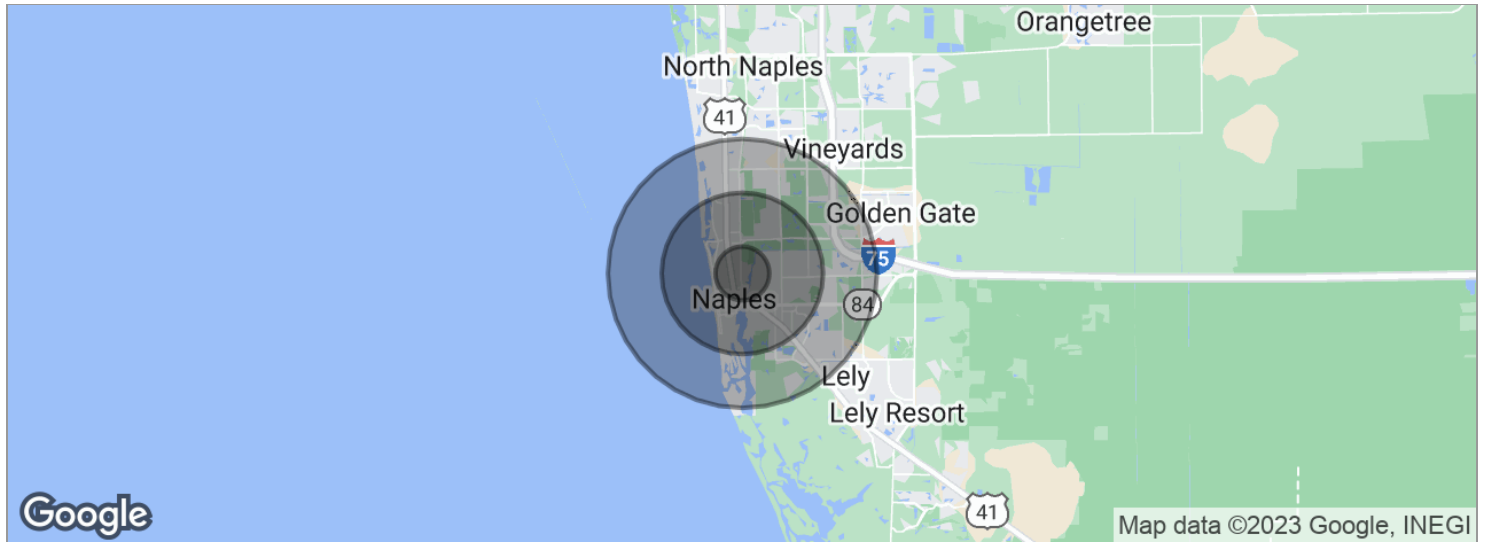 Orangetree
North Naples
41
Vineyards
Golden Gate
75
Naples
84
Lely
Lely Resort
41
Google
Map data ©2023 Google, INEGI